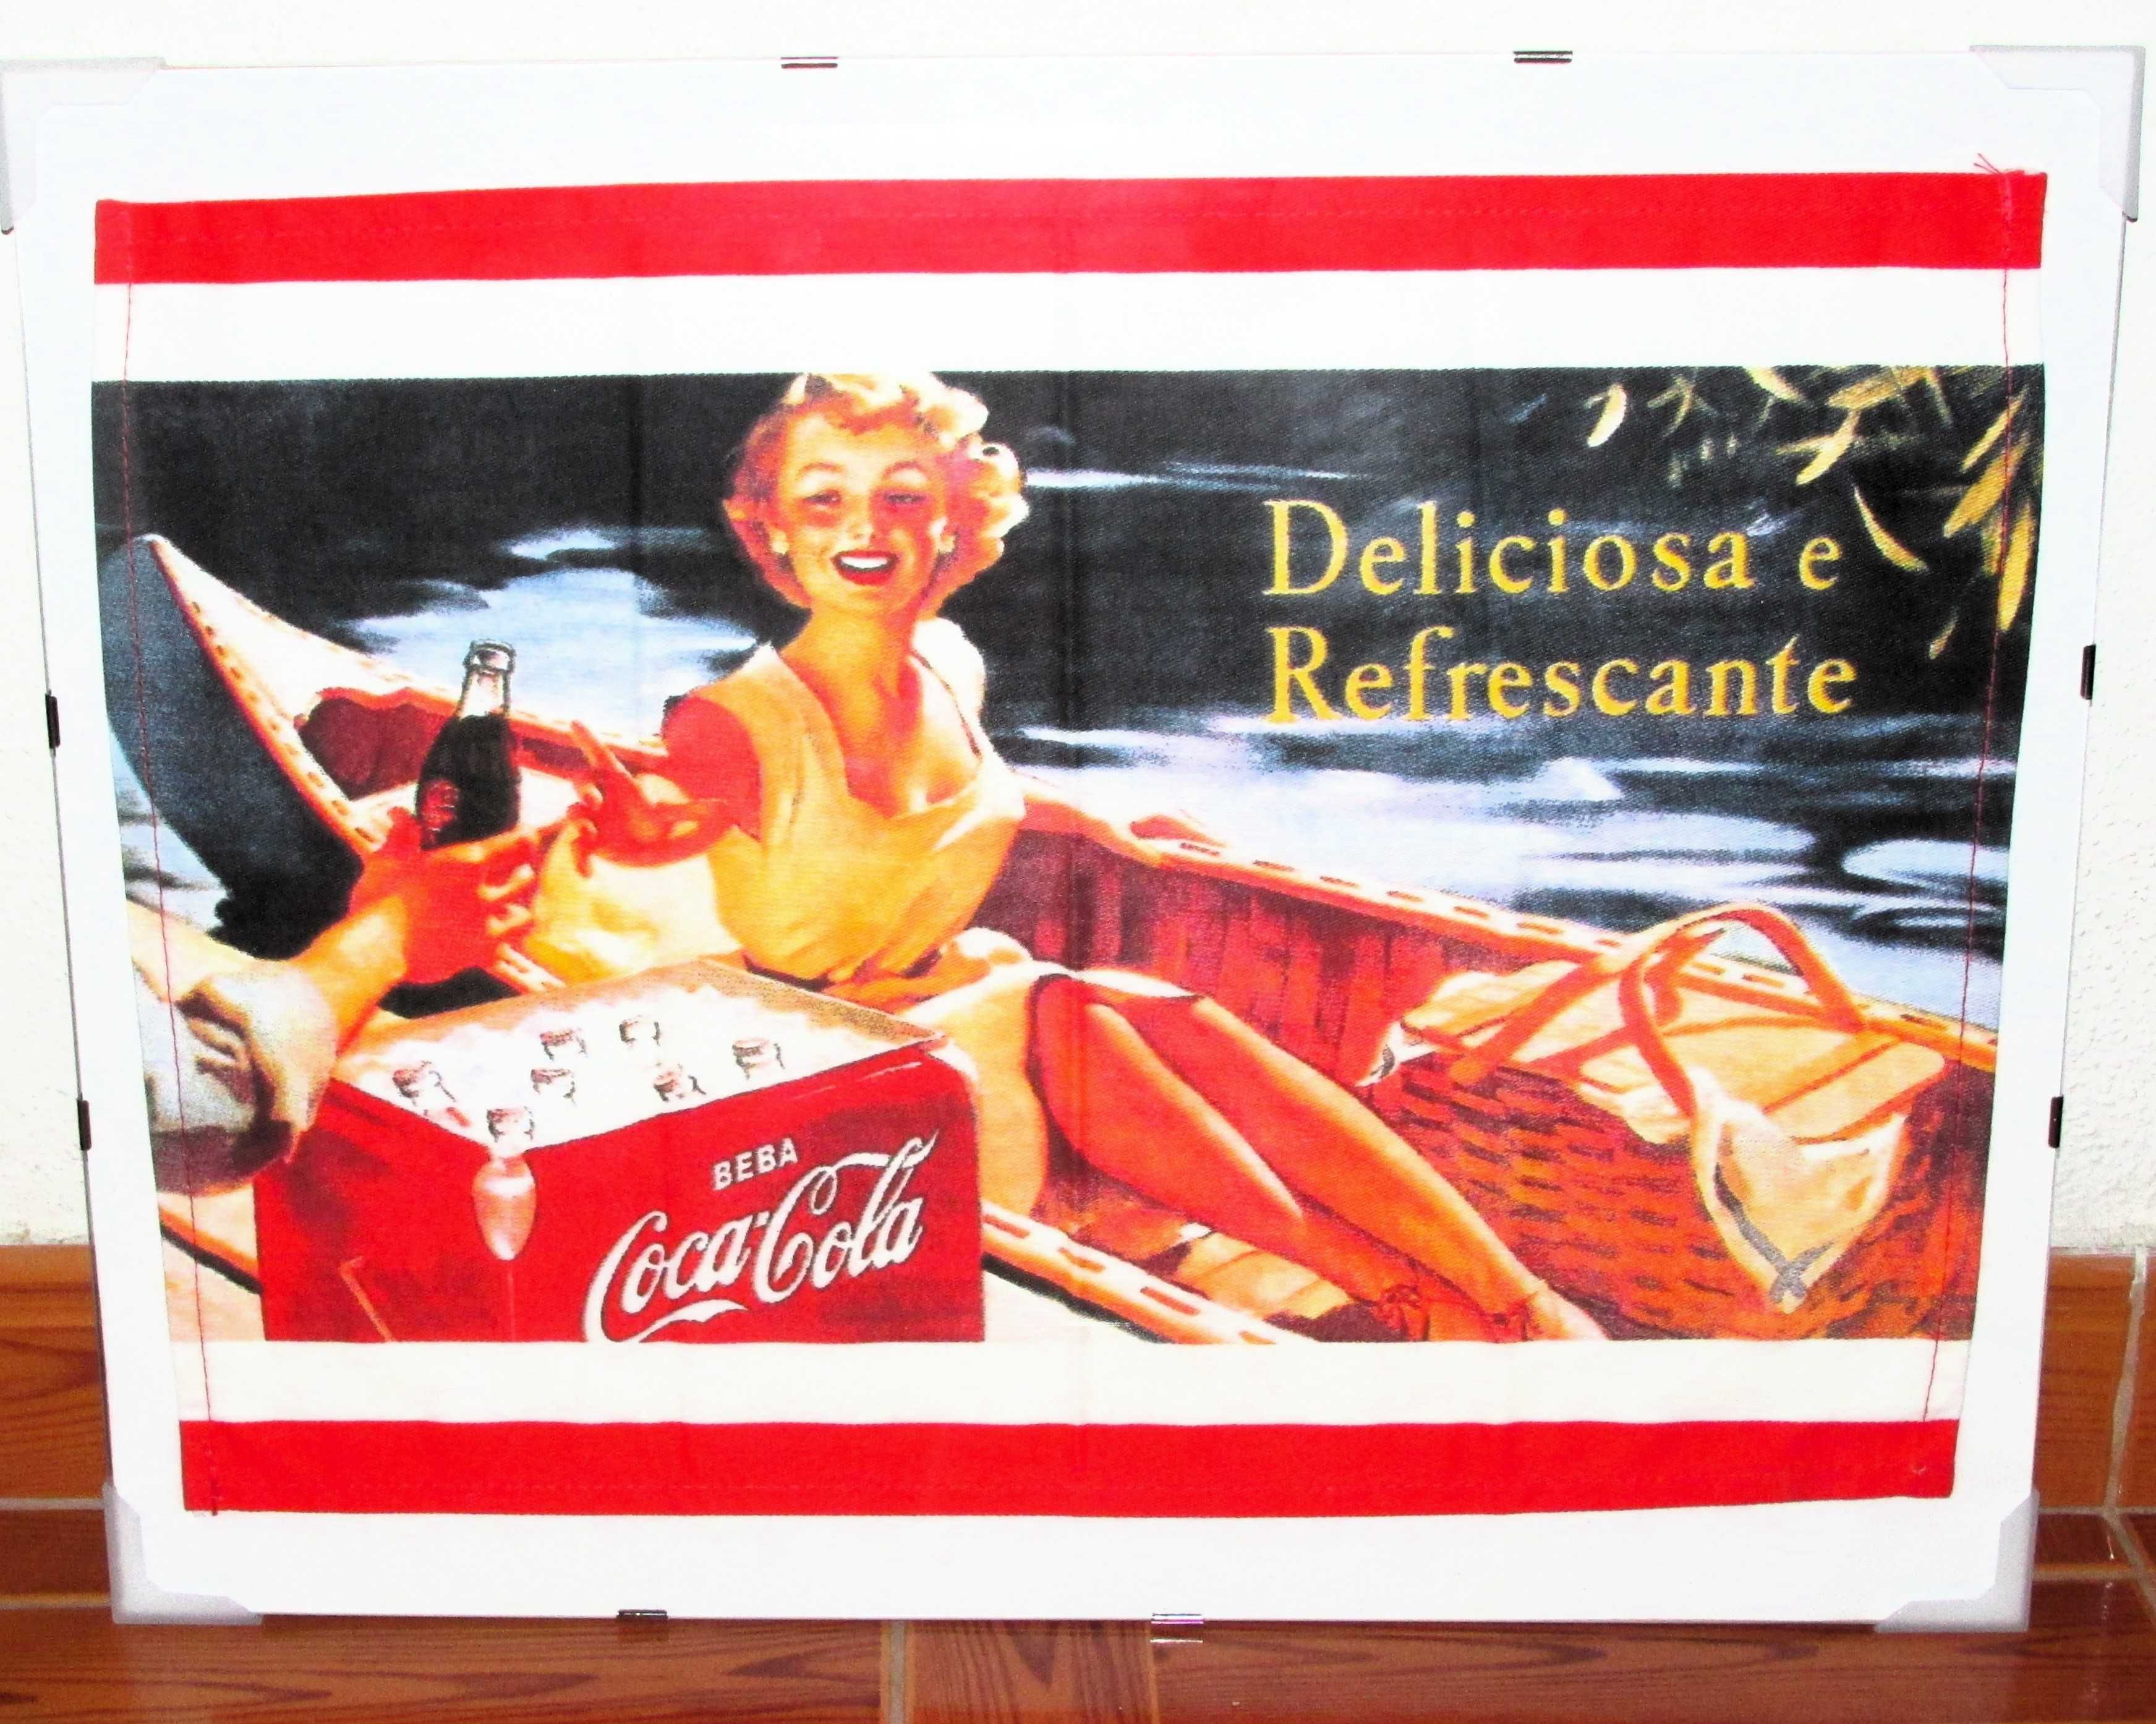 Deliciosa e
Refrescante
BEBA
Coca-Cola